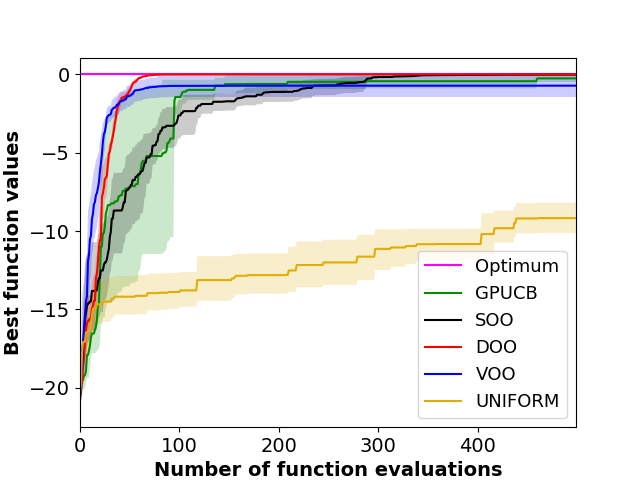 Best function values
0
−5
−10
−15
−20
0
100
200
300
400
Number of function evaluations
Optimum
GPUCB
SOO
DOO
VOO
UNIFORM